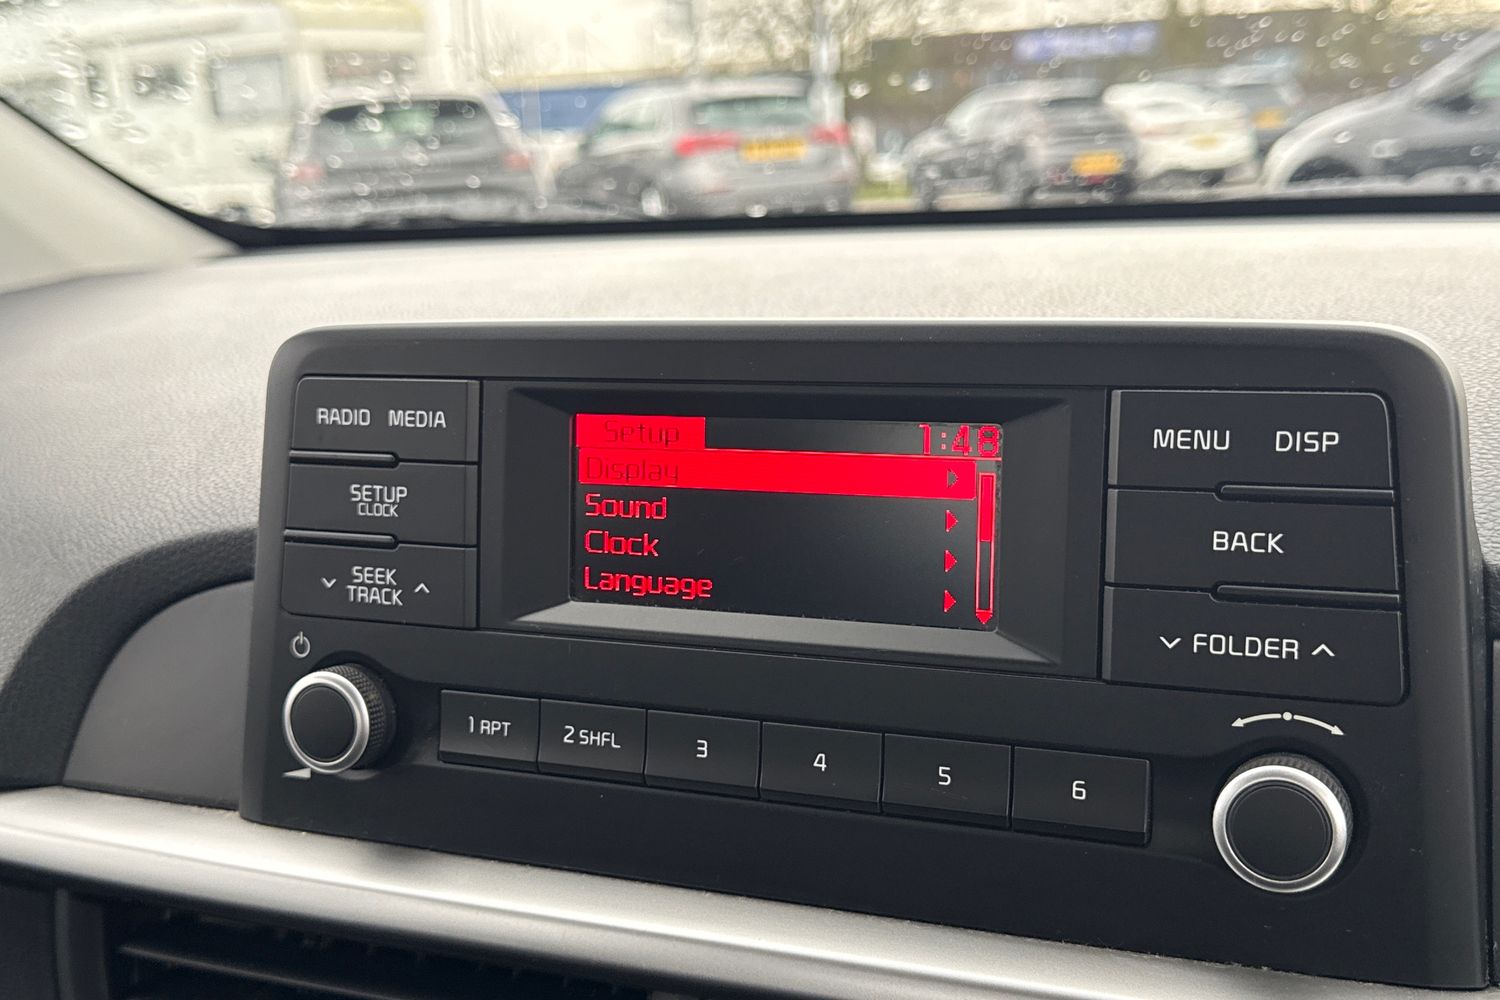 RADIO MEDIA
SETUP
CLOCK
SEEK
TRACK
Setup 1:48
Display
Sound
Clock
Language
MENU DISP
BACK
FOLDER
1 RPT 2 SHFL 3 4 5 6